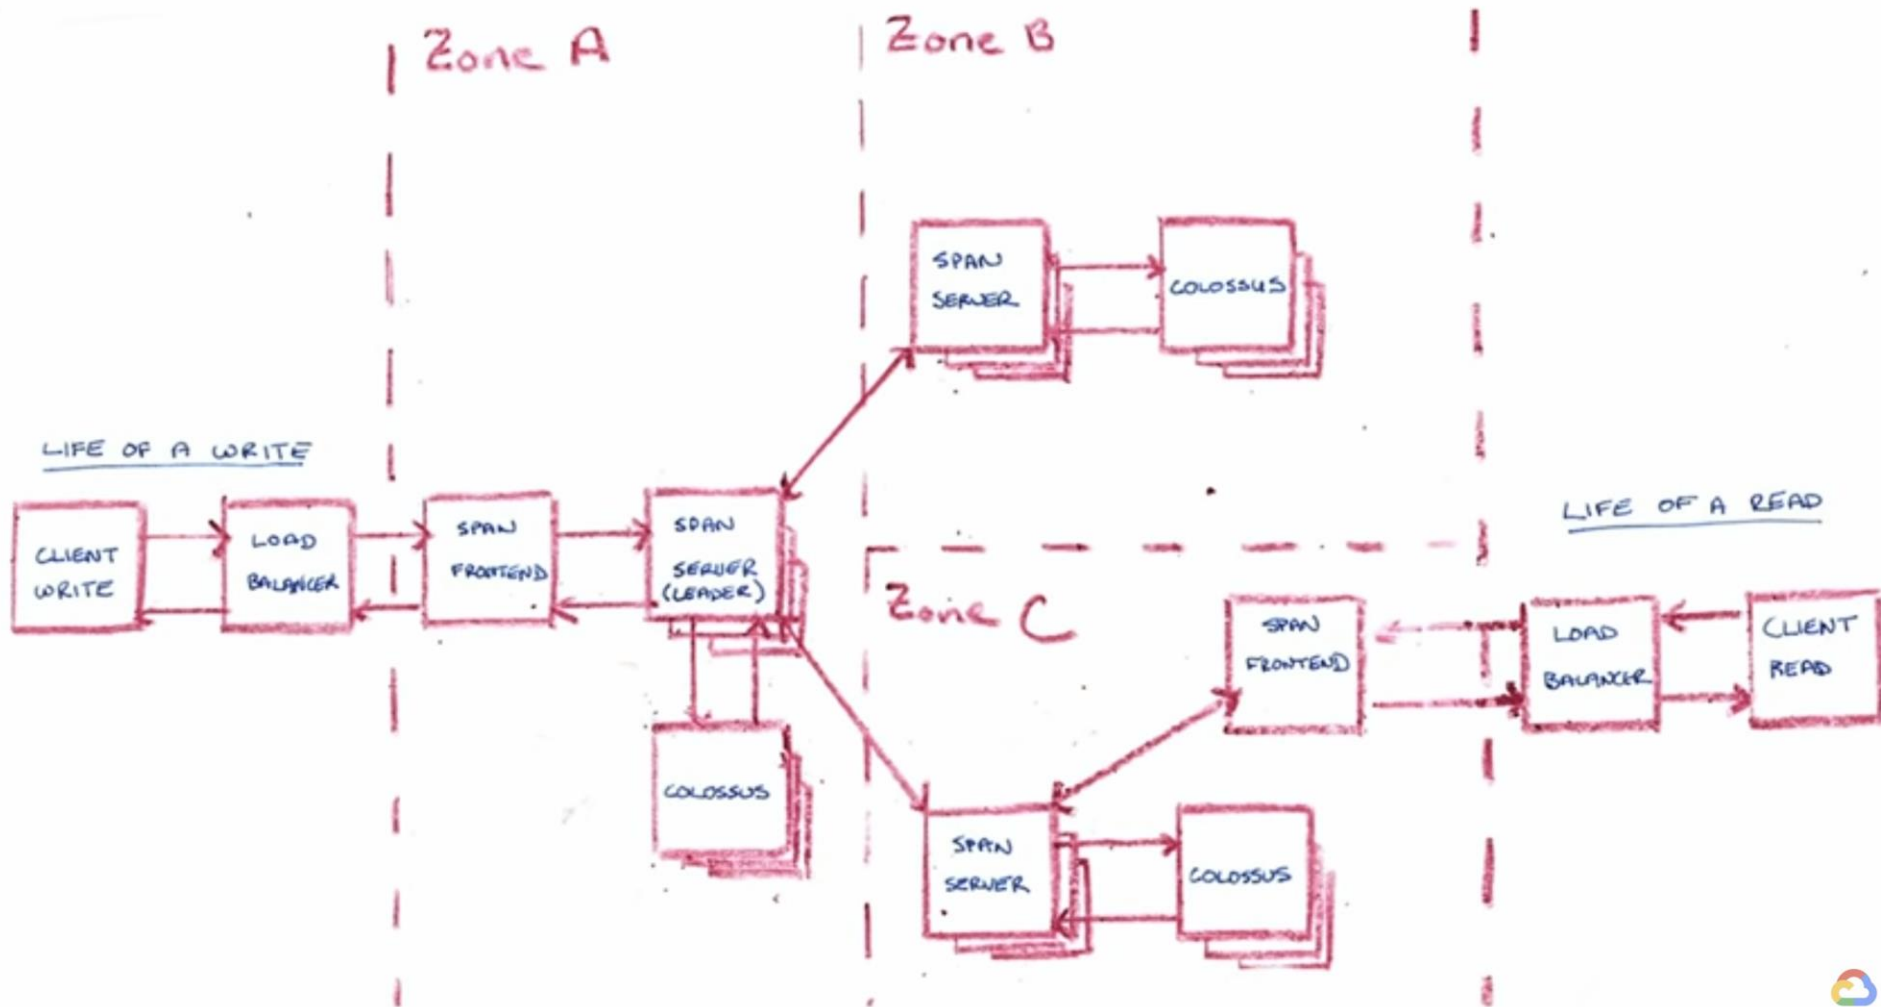 Zone A
Zone B
SPAN
SERVER
COLOSSUS
LIFE OF A WRITE
CLIENT
WRITE
LOAD
BALANCER
SPAN
FRONTEND
SPAN
SERVER
(LEADER)
COLOSSUS
Zone C
SPAN
FRONTEND
SPAN
SERVER
COLOSSUS
LIFE OF A READ
LOAD
BALANCER
CLIENT
READ